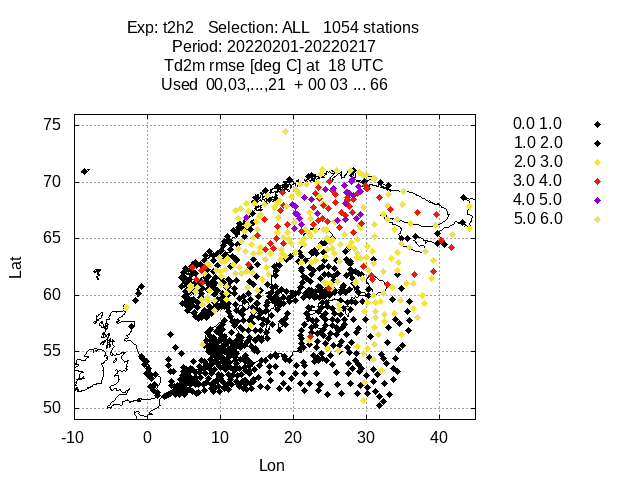 Exp: t2h2 Selection: ALL 1054 stations
Period: 20220201-20220217
Td2m rmse [deg C] at 18 UTC
Used 00,03,...,21 + 00 03 ... 66
0.0 1.0
1.0 2.0
2.0 3.0
3.0 4.0
4.0 5.0
5.0 6.0
75
70
65
60
55
50
Lat
-10 0 10 20 30 40
Lon